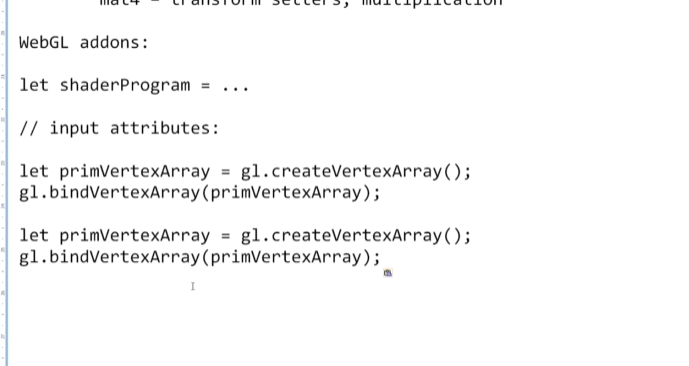 mat4 - transform setters, multiplication
WebGL addons:
let shaderProgram = ...
// input attributes:
let primVertexArray = gl.createVertexArray();
gl.bindVertexArray(primVertexArray);
let primVertexArray = gl.createVertexArray();
gl.bindVertexArray(primVertexArray);